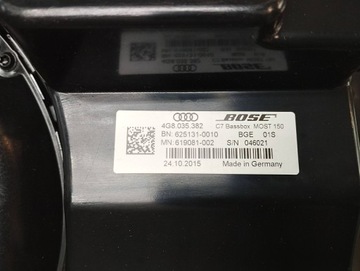 BOSE
4G8.035.382 C7 Bassbox MOST 150
BN: 625131-0010 BGE 01S
MN: 619081-002 S/N: 046021
24.10.2015 Made in Germany